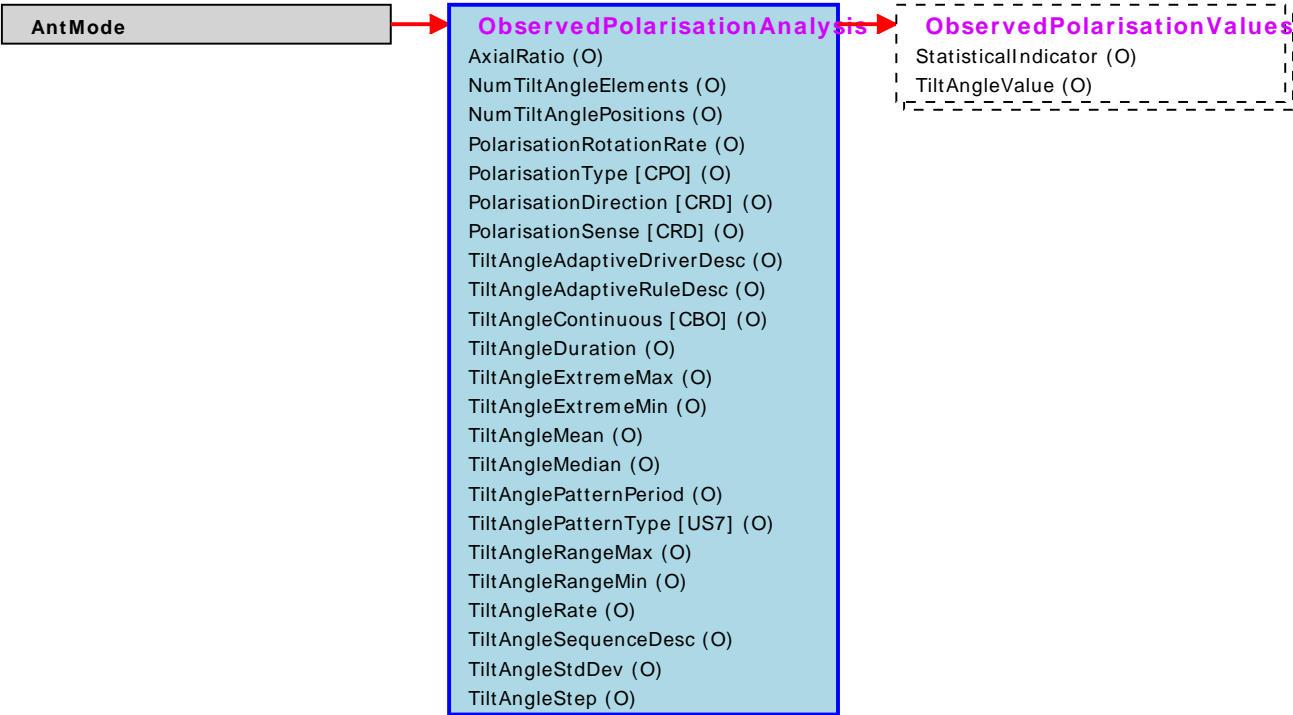 AntMode
ObservedPolarisationAnalysis
AxialRatio (O)
NumTiltAngleElements (O)
NumTiltAnglePositions (O)
PolarisationRotationRate (O)
PolarisationType [CPO] (O)
PolarisationDirection [CRD] (O)
PolarisationSense [CRD] (O)
TiltAngleAdaptiveDriverDesc (O)
TiltAngleAdaptiveRuleDesc (O)
TiltAngleContinuous [CBO] (O)
TiltAngleDuration (O)
TiltAngleExtremeMax (O)
TiltAngleExtremeMin (O)
TiltAngleMean (O)
TiltAngleMedian (O)
TiltAnglePatternPeriod (O)
TiltAnglePatternType [US7] (O)
TiltAngleRangeMax (O)
TiltAngleRangeMin (O)
TiltAngleRate (O)
TiltAngleSequenceDesc (O)
TiltAngleStdDev (O)
TiltAngleStep (O)
ObservedPolarisationValues
StatisticalIndicator (O)
TiltAngleValue (O)